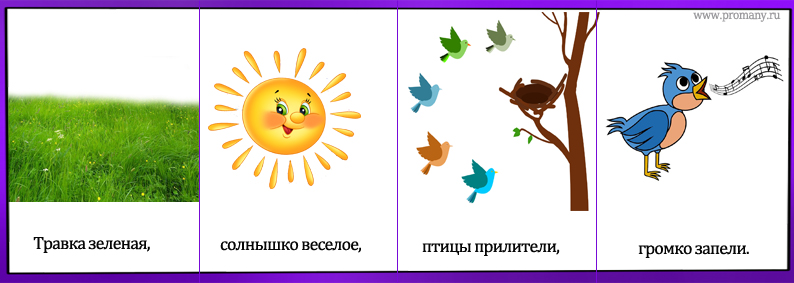 www.promany.ru
Травка зеленая,
солнышко веселое,
птицы прилители,
громко запели.